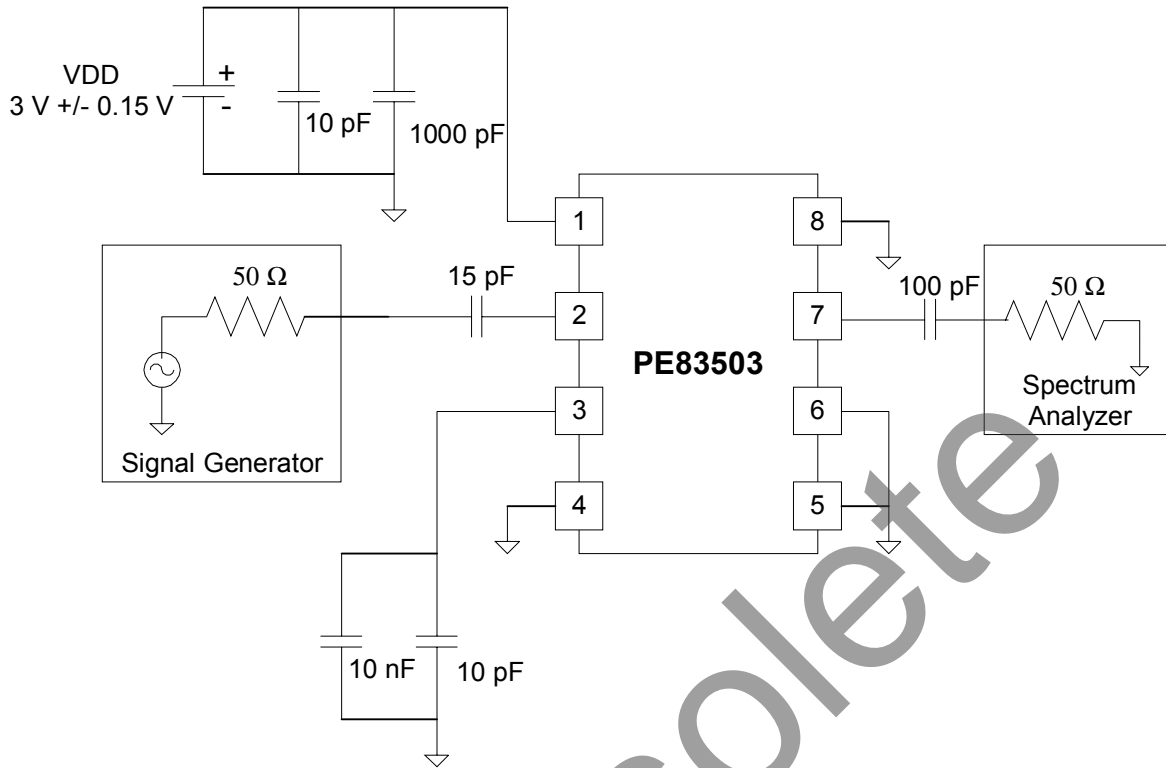 VDD
3 V +/- 0.15 V
+
-
10 pF
1000 pF
1
8
50 Ω
15 pF
2
7
100 pF
50 Ω
PE83503
Spectrum
Analyzer
3
6
Signal Generator
4
5
10 nF
10 pF
solete